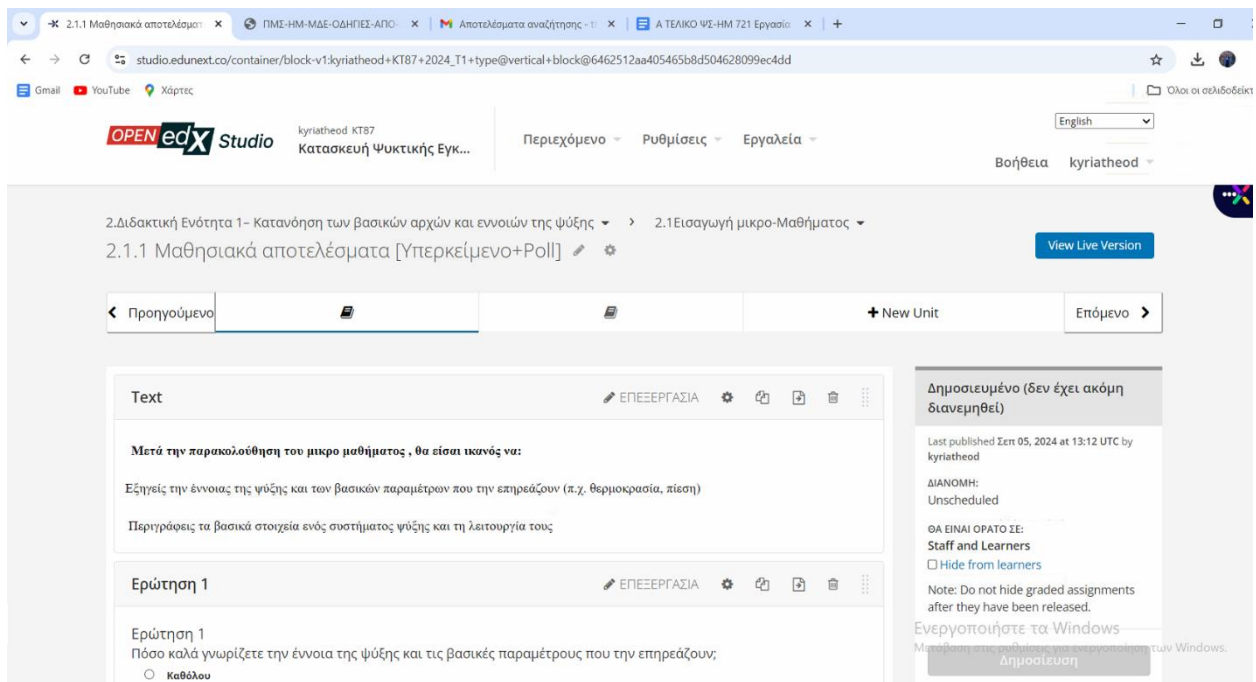 2.1.1 Μαθησιακά αποτελέσματ
ΠΜΣ-ΗΜ-ΜΔΕ-ΟΔΗΓΙΕΣ-ΑΠΟ-
Αποτελέσματα αναζήτησης - t
Α ΤΕΛΙΚΟ ΨΣ-ΗΜ 721 Εργασία
studio.edunext.co/container/block-v1:kyriatheod+KT87+2024_T1+type@vertical+block@6462512aa405465b8d504628099ec4dd
Gmail
YouTube
Χάρτες
Όλοι οι σελιδοδείκτ
OPEN edX Studio
kyriatheod KT87
Κατασκευή Ψυκτικής Εγκ...
Περιεχόμενο
Ρυθμίσεις
Εργαλεία
English
Βοήθεια
kyriatheod
2.Διδακτική Ενότητα 1– Κατανόηση των βασικών αρχών και εννοιών της ψύξης
2.1Εισαγωγή μικρο-Μαθήματος
2.1.1 Μαθησιακά αποτελέσματα [Υπερκείμενο+Poll]
View Live Version
Προηγούμενο
+ New Unit
Επόμενο
Text
ΕΠΕΞΕΡΓΑΣΙΑ
Μετά την παρακολούθηση του μικρο μαθήματος , θα είσαι ικανός να:
Εξηγείς την έννοιας της ψύξης και των βασικών παραμέτρων που την επηρεάζουν (π.χ. θερμοκρασία, πίεση)
Περιγράφεις τα βασικά στοιχεία ενός συστήματος ψύξης και τη λειτουργία τους
Ερώτηση 1
ΕΠΕΞΕΡΓΑΣΙΑ
Ερώτηση 1
Πόσο καλά γνωρίζετε την έννοια της ψύξης και τις βασικές παραμέτρους που την επηρεάζουν;
Καθόλου
Δημοσιευμένο (δεν έχει ακόμη
διανεμηθεί)
Last published Σεπ 05, 2024 at 13:12 UTC by
kyriatheod
ΔΙΑΝΟΜΗ:
Unscheduled
ΘΑ ΕΙΝΑΙ ΟΡΑΤΟ ΣΕ:
Staff and Learners
Hide from learners
Note: Do not hide graded assignments
after they have been released.
Ενεργοποιήστε τα Windows
Μετάβαση στις ρυθμίσεις για ενεργοποίηση των Windows.
Δημοσίευση